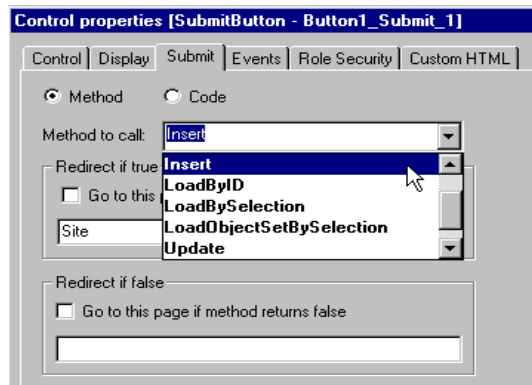 Control properties [SubmitButton - Button1_Submit_1]
Control Display Submit Events Role Security Custom HTML
Method Code
Method to call: Insert
Redirect if true
Insert
LoadByID
Go to this
LoadBySelection
LoadObjectSetBySelection
Site
Update
Redirect if false
Go to this page if method returns false